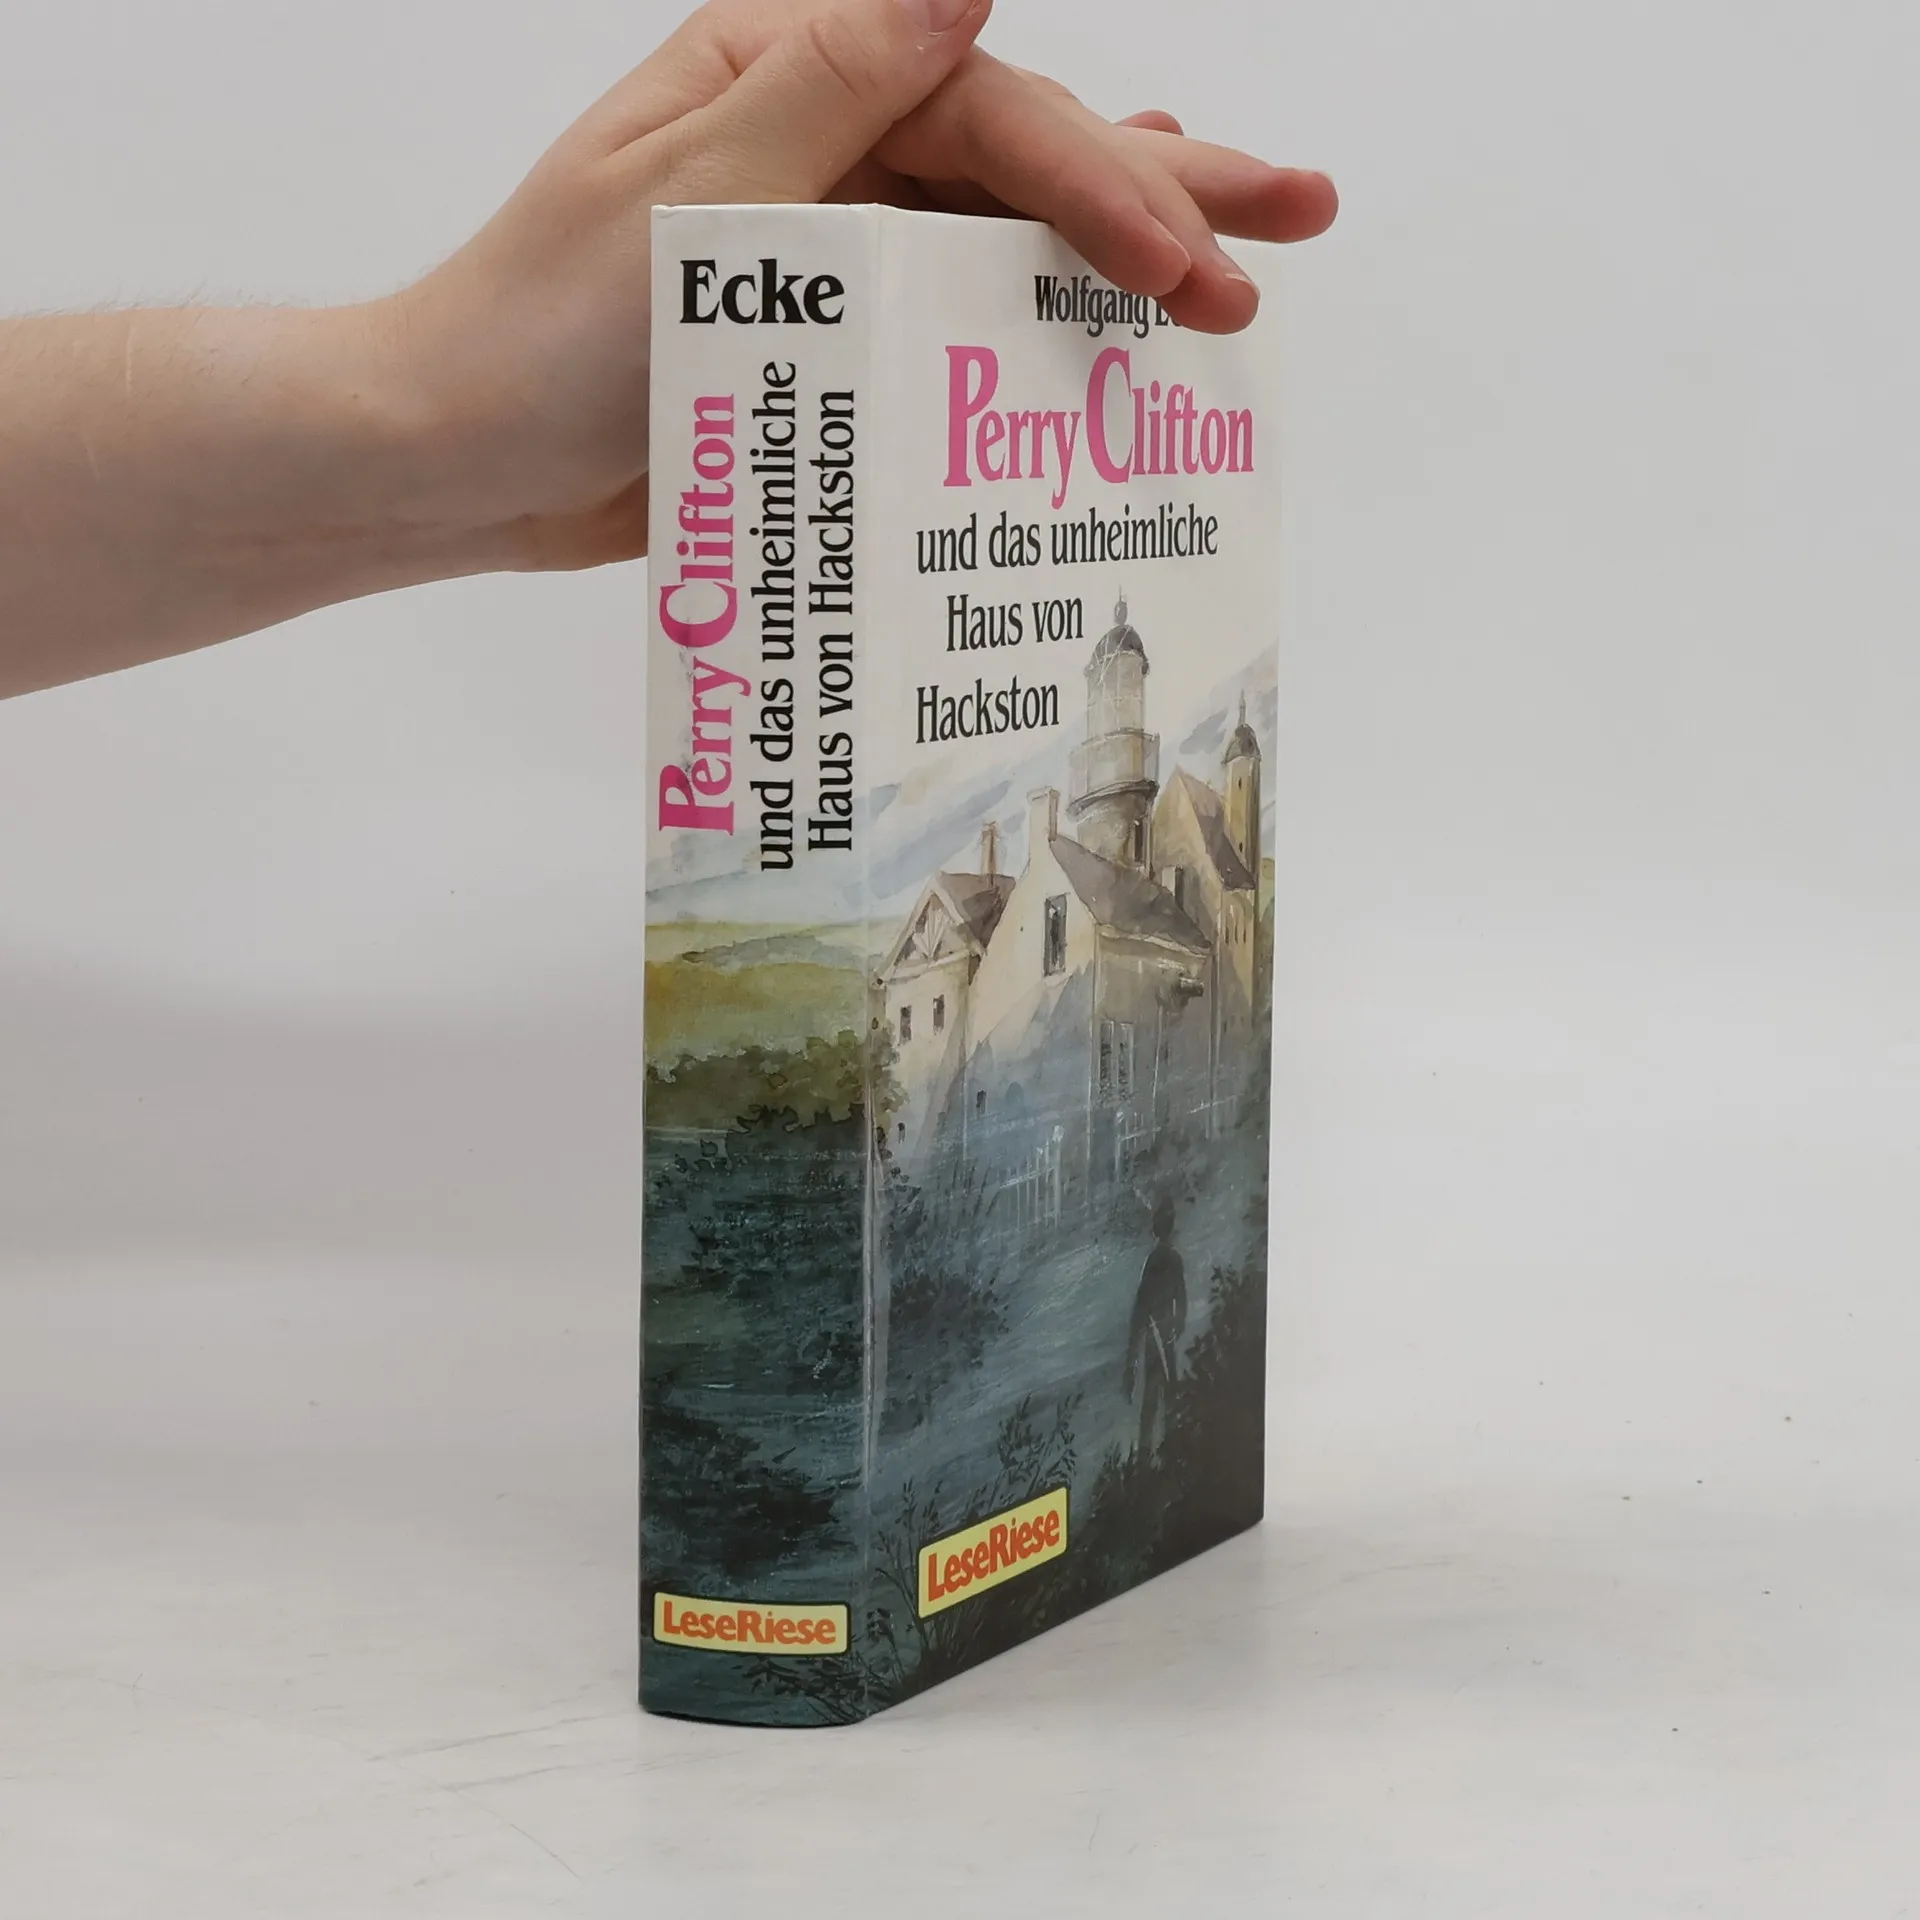 Ecke
Perry Clifton
und das unheimliche
Haus von Hackston
LeseRiese
Wolfgang
Perry Clifton
und das unheimliche
Haus von
Hackston
LeseRiese